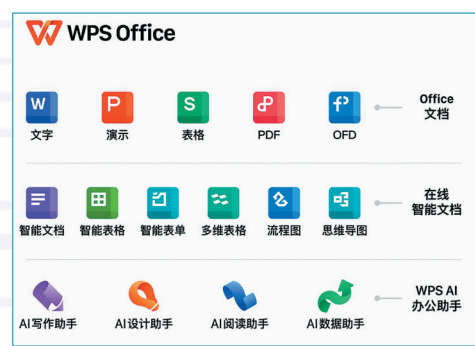 WPS Office
W P S P
文字 演示 表格 PDF OFD
Office
文档
智能文档 智能表格 智能表单 多维表格 流程图 思维导图
在线
智能文档
AI写作助手 AI设计助手 AI阅读助手 AI数据助手
WPS AI
办公助手